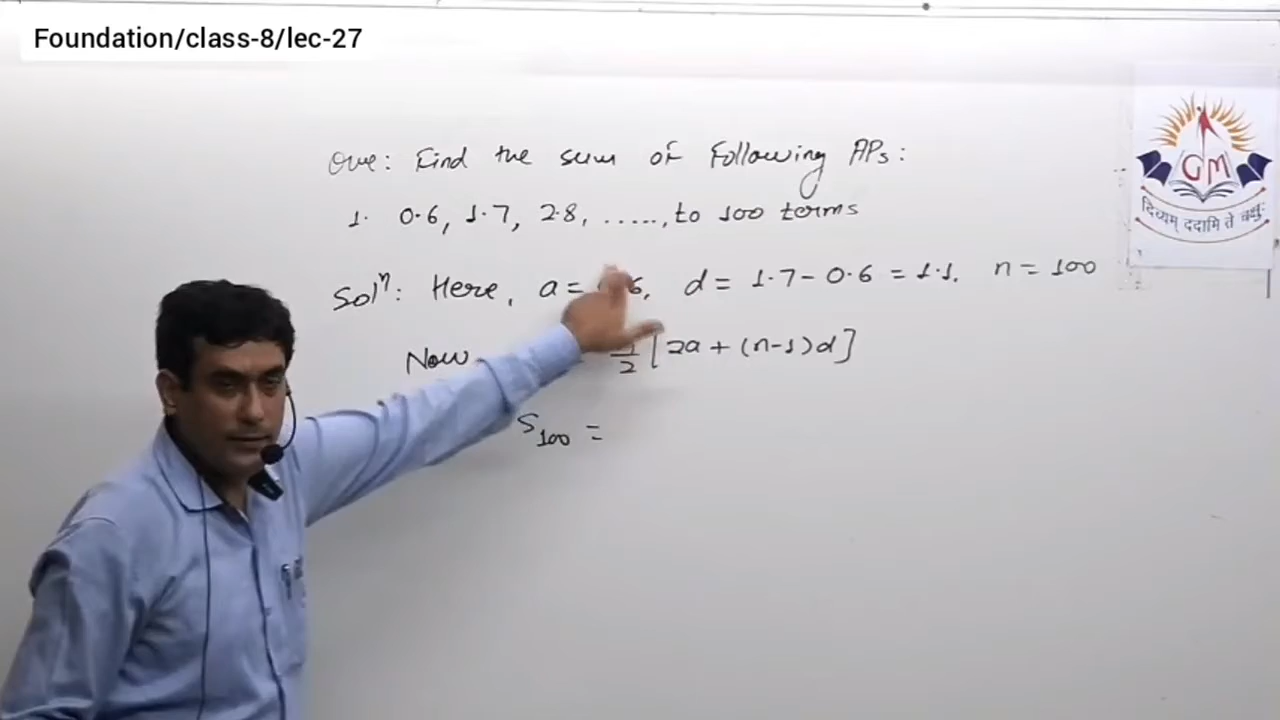 Foundation/class-8/lec-27
Que: Find the sum of following APs:
1. 0.6, 1.7, 2.8, ....., to 100 terms
Solⁿ: Here, a = 6, d = 1.7 - 0.6 = 1.1, n = 100
Now 2 [2a + (n-1)d]
S₁₀₀ =
GM
दिव्यम् ददामि ते चक्षुः